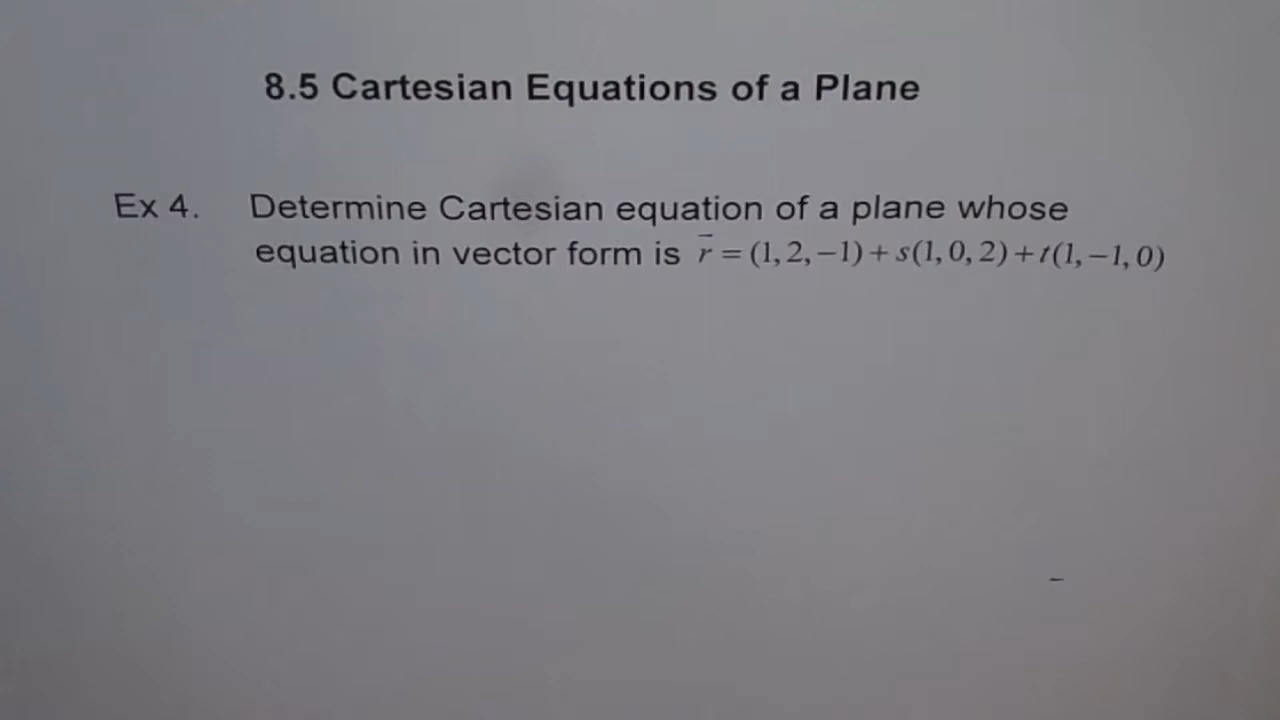 8.5 Cartesian Equations of a Plane
Ex 4. Determine Cartesian equation of a plane whose
equation in vector form is r⃗ = (1, 2, −1) + s(1, 0, 2) + t(1, −1, 0)